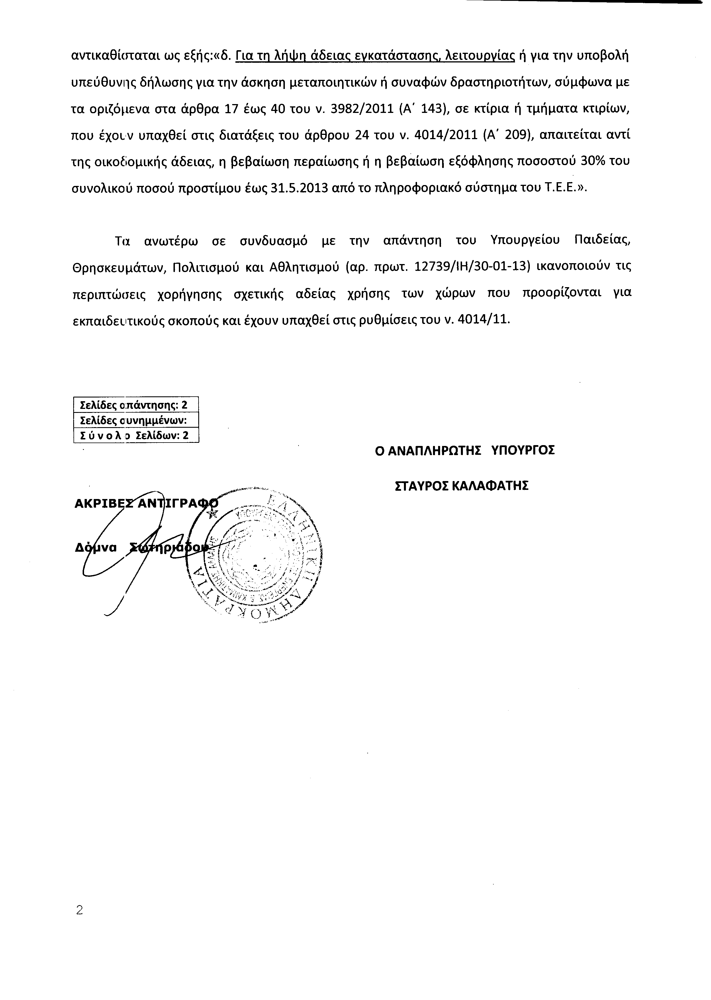 αντικαθίσταται ως εξής:«δ. Για τη λήψη άδειας εγκατάστασης, λειτουργίας ή για την υποβολή
υπεύθυνης δήλωσης για την άσκηση μεταποιητικών ή συναφών δραστηριοτήτων, σύμφωνα με
τα οριζόμενα στα άρθρα 17 έως 40 του ν. 3982/2011 (Α΄ 143), σε κτίρια ή τμήματα κτιρίων,
που έχουν υπαχθεί στις διατάξεις του άρθρου 24 του ν. 4014/2011 (Α΄ 209), απαιτείται αντί
της οικοδομικής άδειας, η βεβαίωση περαίωσης ή η βεβαίωση εξόφλησης ποσοστού 30% του
συνολικού ποσού προστίμου έως 31.5.2013 από το πληροφοριακό σύστημα του Τ.Ε.Ε.».
Τα ανωτέρω σε συνδυασμό με την απάντηση του Υπουργείου Παιδείας,
Θρησκευμάτων, Πολιτισμού και Αθλητισμού (αρ. πρωτ. 12739/ΙΗ/30-01-13) ικανοποιούν τις
περιπτώσεις χορήγησης σχετικής αδείας χρήσης των χώρων που προορίζονται για
εκπαιδευτικούς σκοπούς και έχουν υπαχθεί στις ρυθμίσεις του ν. 4014/11.
Σελίδες απάντησης: 2
Σελίδες συνημμένων:
Σ ύ ν ο λ ο Σελίδων: 2
Ο ΑΝΑΠΛΗΡΩΤΗΣ ΥΠΟΥΡΓΟΣ
ΣΤΑΥΡΟΣ ΚΑΛΑΦΑΤΗΣ
ΑΚΡΙΒΕΣ ΑΝΤΙΓΡΑΦΟ
Δόμνα Σωτηριάδου
ΕΛΛΗΝΙΚΗ ΔΗΜΟΚΡΑΤΙΑ
2